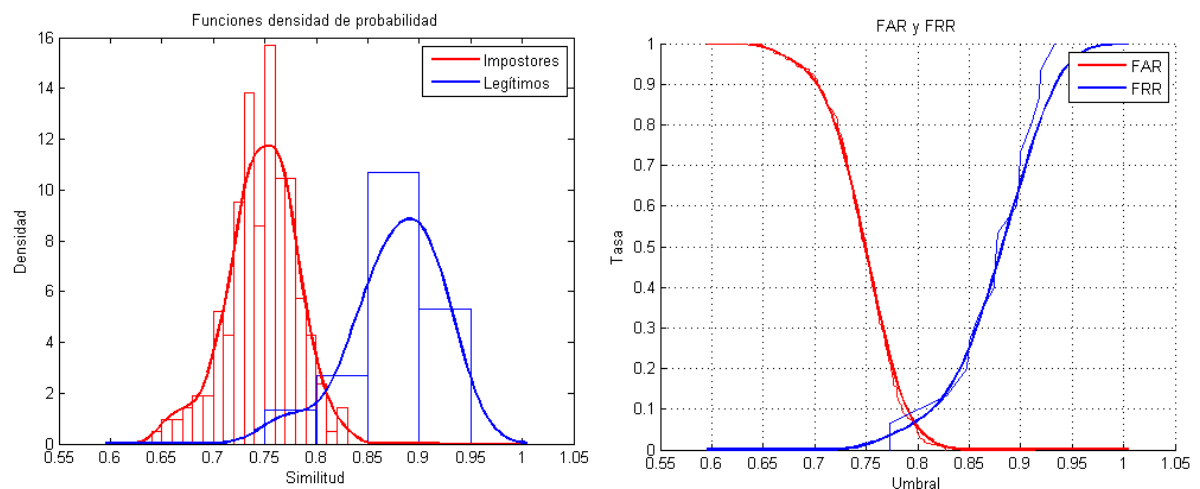 Funciones densidad de probabilidad
16
14
12
10
8
6
4
2
0
Densidad
Impostores
Legítimos
0.55 0.6 0.65 0.7 0.75 0.8 0.85 0.9 0.95 1 1.05
Similitud
FAR y FRR
1
0.9
0.8
0.7
0.6
0.5
0.4
0.3
0.2
0.1
0
Tasa
FAR
FRR
0.55 0.6 0.65 0.7 0.75 0.8 0.85 0.9 0.95 1 1.05
Umbral